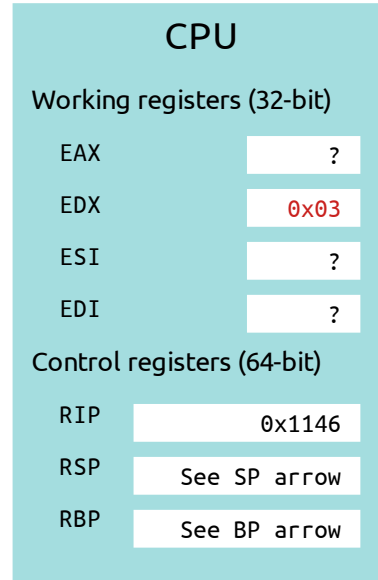 CPU
Working registers (32-bit)
EAX ?
EDX 0x03
ESI ?
EDI ?
Control registers (64-bit)
RIP 0x1146
RSP See SP arrow
RBP See BP arrow